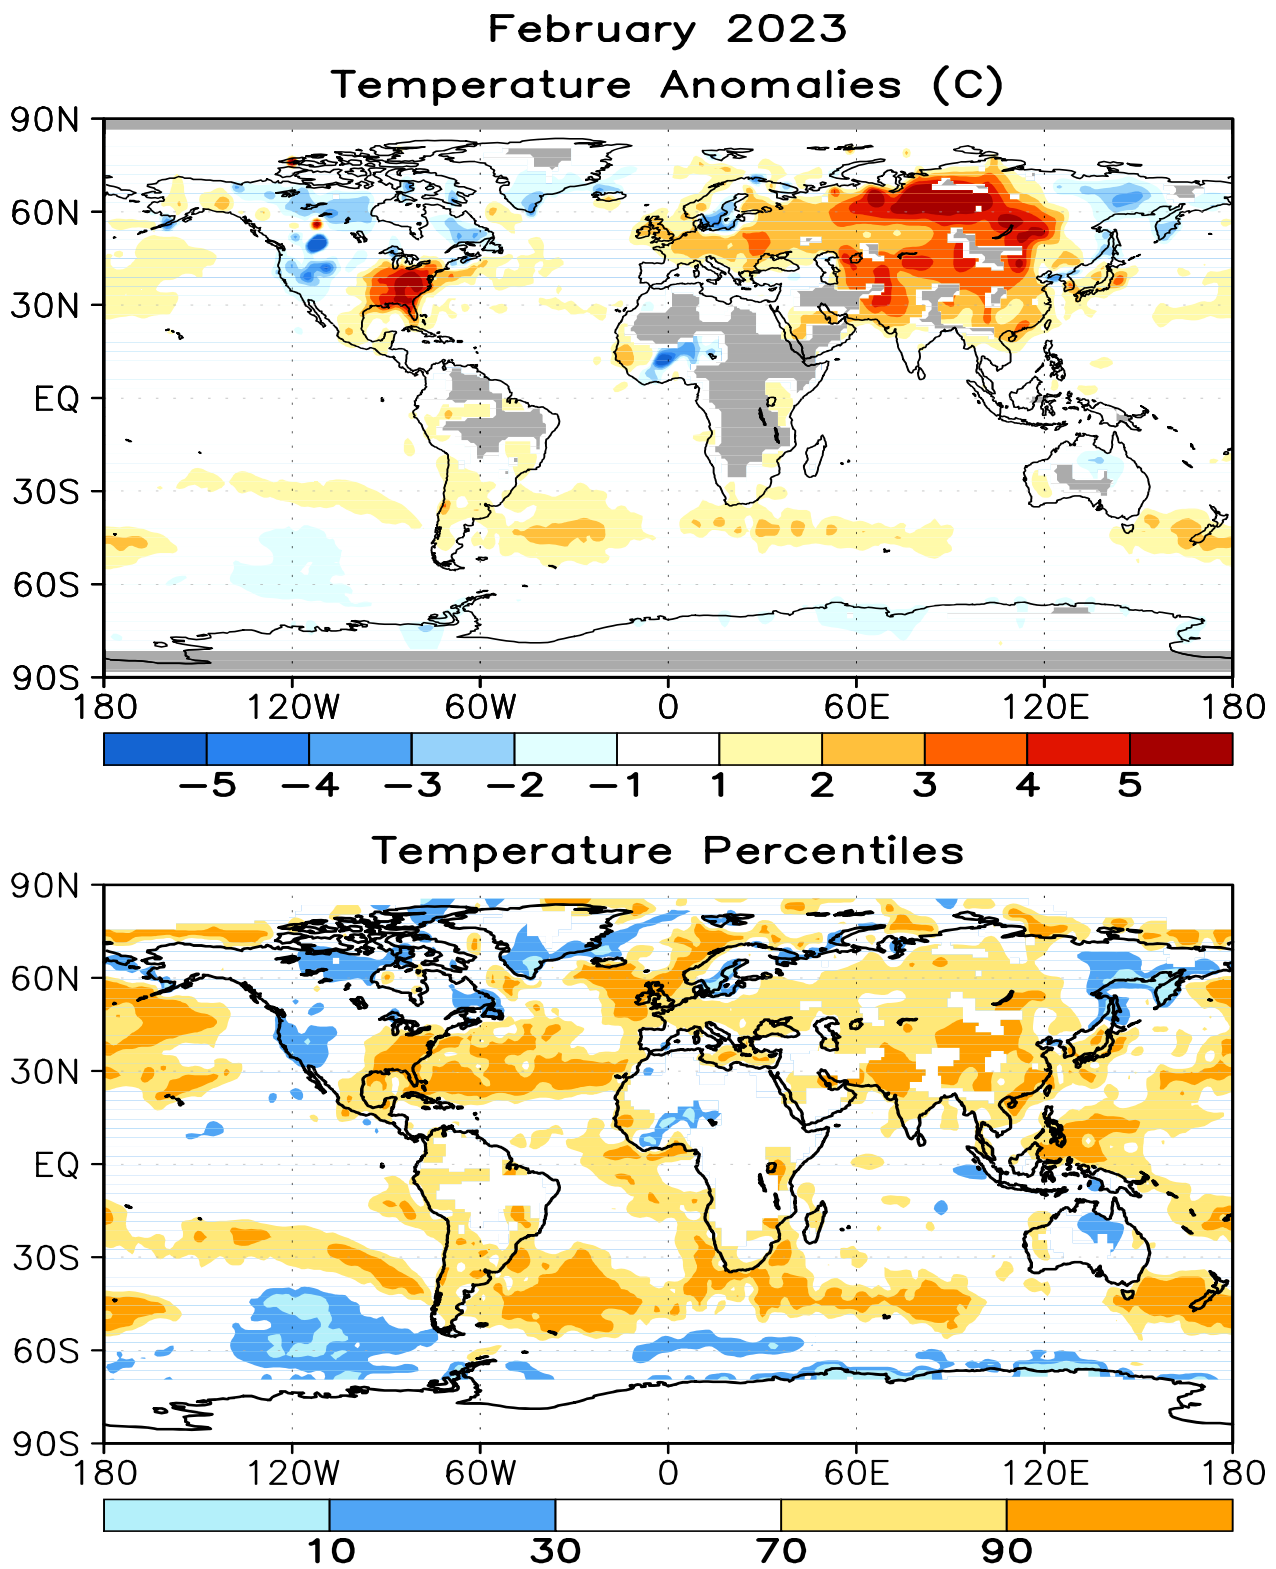 February 2023
Temperature Anomalies (C)
90N
60N
30N
EQ
30S
60S
90S
180 120W 60W 0 60E 120E 180
−5 −4 −3 −2 −1 1 2 3 4 5
Temperature Percentiles
90N
60N
30N
EQ
30S
60S
90S
180 120W 60W 0 60E 120E 180
10 30 70 90